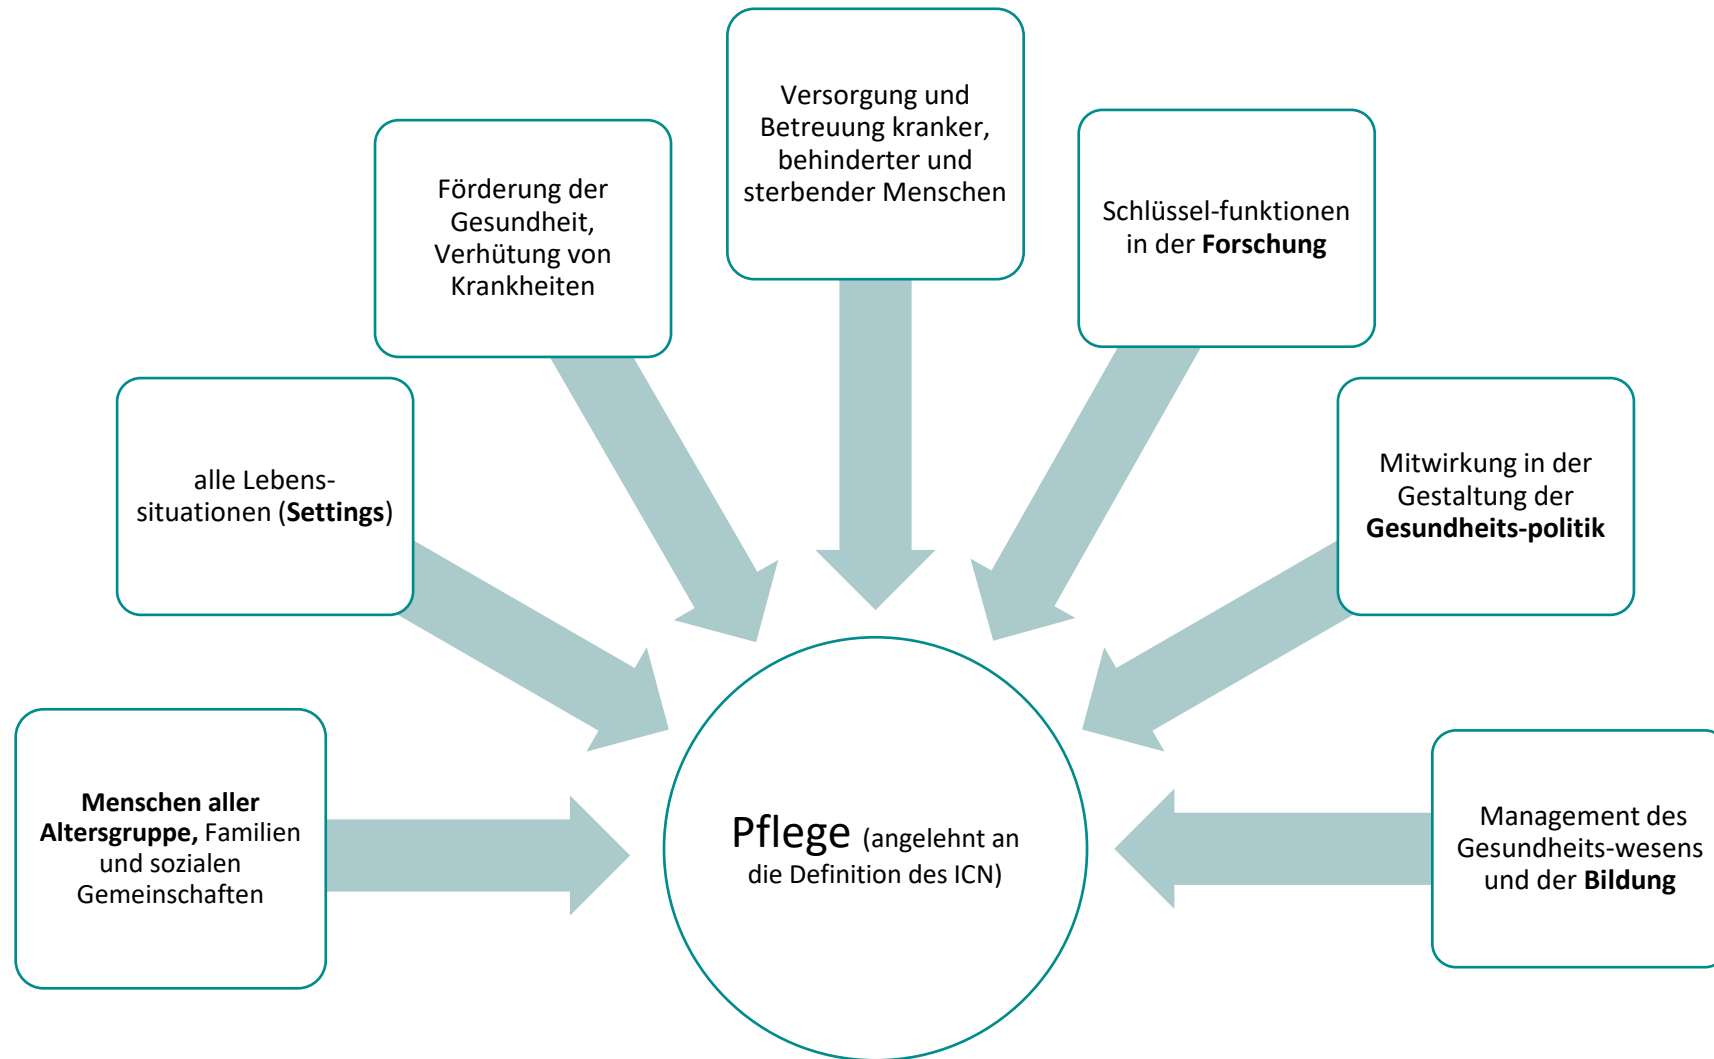 Versorgung und
Betreuung kranker,
behinderter und
sterbender Menschen
Förderung der
Gesundheit,
Verhütung von
Krankheiten
Schlüssel-funktionen
in der Forschung
alle Lebens-
situationen (Settings)
Mitwirkung in der
Gestaltung der
Gesundheits-politik
Menschen aller
Altersgruppe, Familien
und sozialen
Gemeinschaften
Pflege (angelehnt an
die Definition des ICN)
Management des
Gesundheits-wesens
und der Bildung